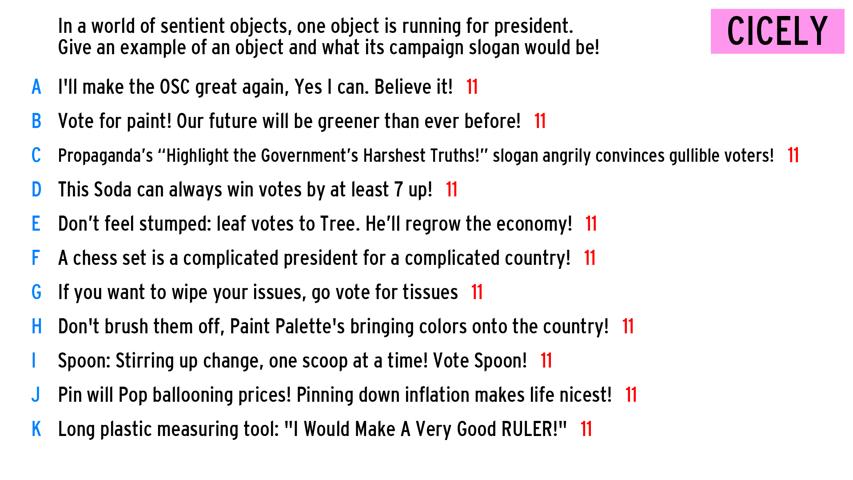 In a world of sentient objects, one object is running for president.
Give an example of an object and what its campaign slogan would be!
CICELY
A I'll make the OSC great again, Yes I can. Believe it! 11
B Vote for paint! Our future will be greener than ever before! 11
C Propaganda's “Highlight the Government's Harshest Truths!” slogan angrily convinces gullible voters! 11
D This Soda can always win votes by at least 7 up! 11
E Don’t feel stumped: leaf votes to Tree. He’ll regrow the economy! 11
F A chess set is a complicated president for a complicated country! 11
G If you want to wipe your issues, go vote for tissues 11
H Don't brush them off, Paint Palette's bringing colors onto the country! 11
I Spoon: Stirring up change, one scoop at a time! Vote Spoon! 11
J Pin will Pop ballooning prices! Pinning down inflation makes life nicest! 11
K Long plastic measuring tool: "I Would Make A Very Good RULER!" 11